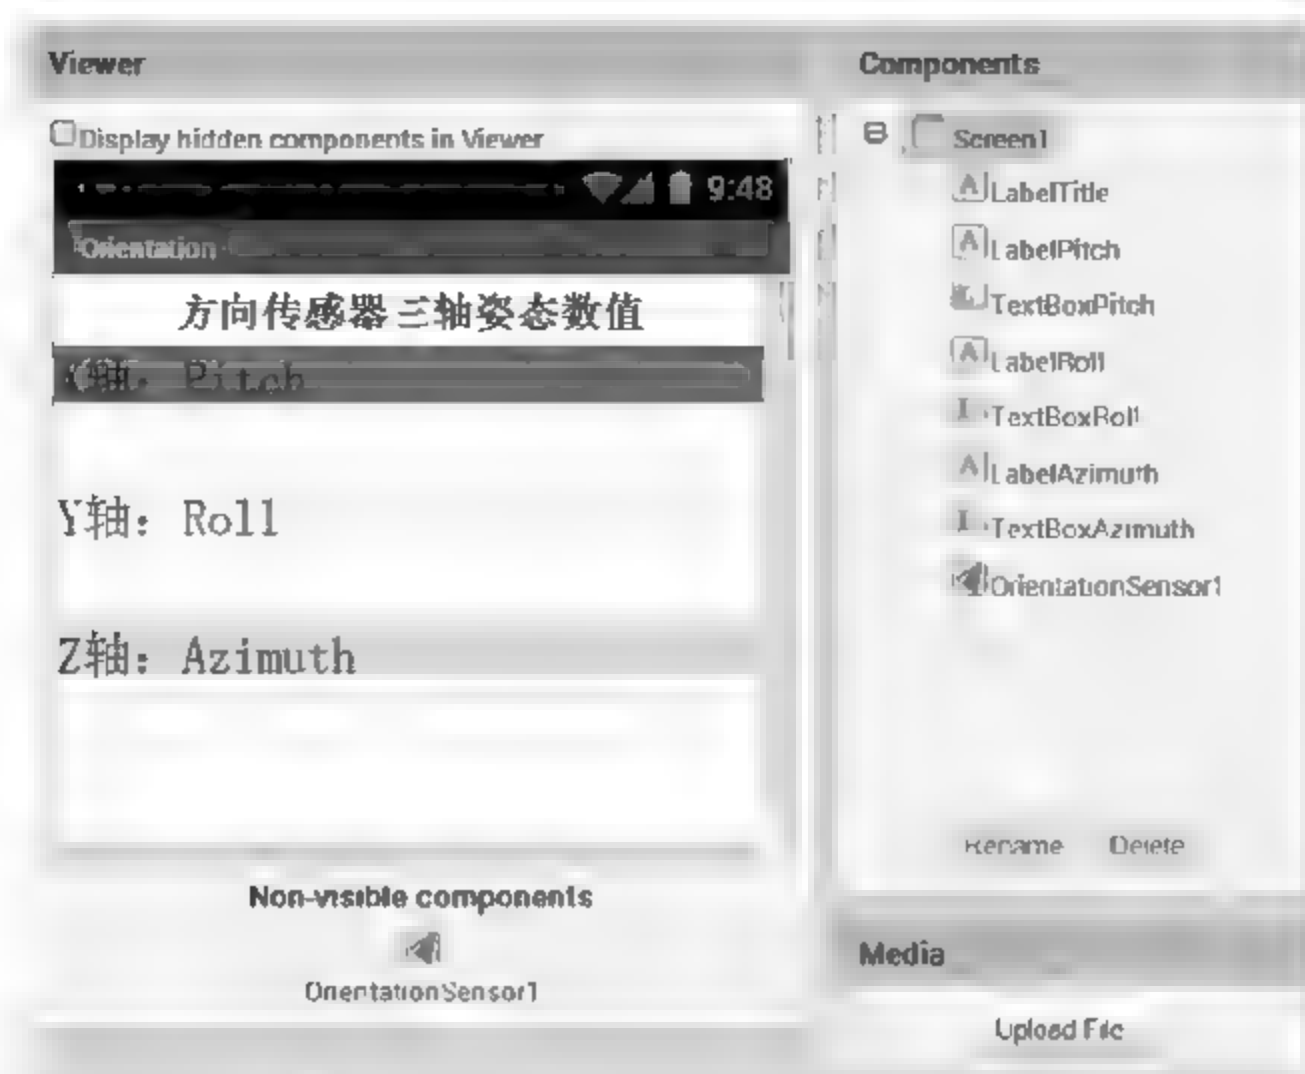 Viewer
Display hidden components in Viewer
9:48
Orientation
方向传感器三轴姿态数值
轴: Pitch
Y轴: Roll
Z轴: Azimuth
Non-visible components
OrientationSensor1
Components
Screen1
LabelTitle
LabelPitch
TextBoxPitch
LabelRoll
TextBoxRoll
LabelAzimuth
TextBoxAzimuth
OrientationSensor1
Rename Delete
Media
Upload File